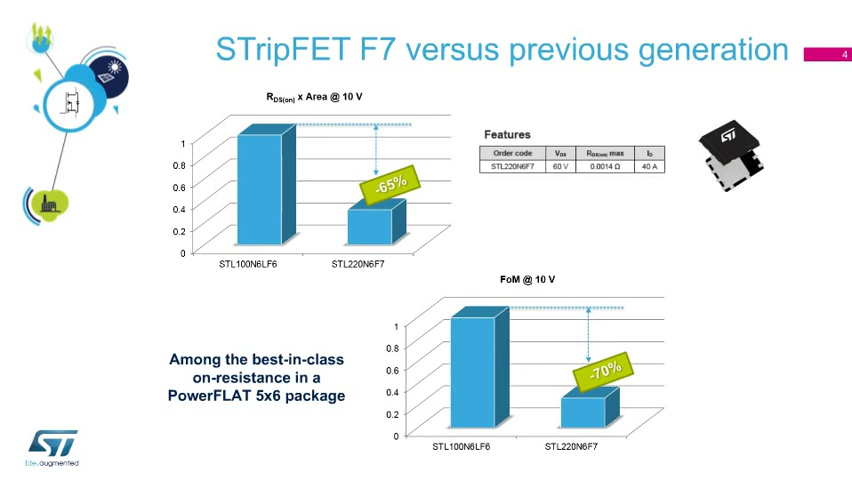 STripFET F7 versus previous generation
4
RDS(on) x Area @ 10 V
1
0.8
0.6
0.4
0.2
0
-65%
STL100N6LF6 STL220N6F7
Features
Order code VDS RDS(on) max ID
STL220N6F7 60 V 0.0014 Ω 40 A
FoM @ 10 V
1
0.8
0.6
0.4
0.2
0
-70%
STL100N6LF6 STL220N6F7
Among the best-in-class
on-resistance in a
PowerFLAT 5x6 package
ST
life.augmented